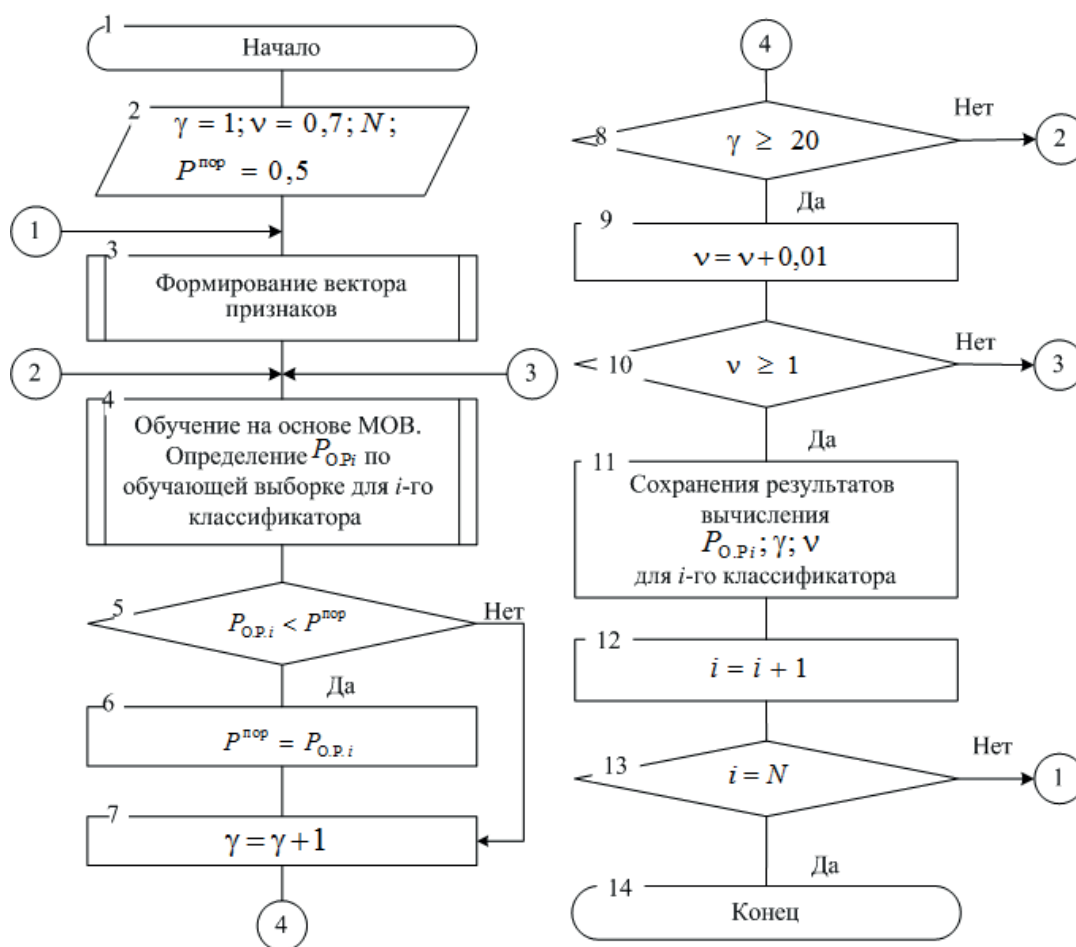 1
Начало
2
γ = 1; ν = 0,7; N;
P^пор = 0,5
1
3
Формирование вектора
признаков
2
3
4
Обучение на основе МОВ.
Определение P_О.Рi по
обучающей выборке для i-го
классификатора
5
P_О.Р.i < P^пор
Нет
Да
6
P^пор = P_О.Р.i
7
γ = γ + 1
4
4
8
γ ≥ 20
Нет
2
Да
9
ν = ν + 0,01
10
ν ≥ 1
Нет
3
Да
11
Сохранения результатов
вычисления
P_О.Рi; γ; ν
для i-го классификатора
12
i = i + 1
13
i = N
Нет
1
Да
14
Конец